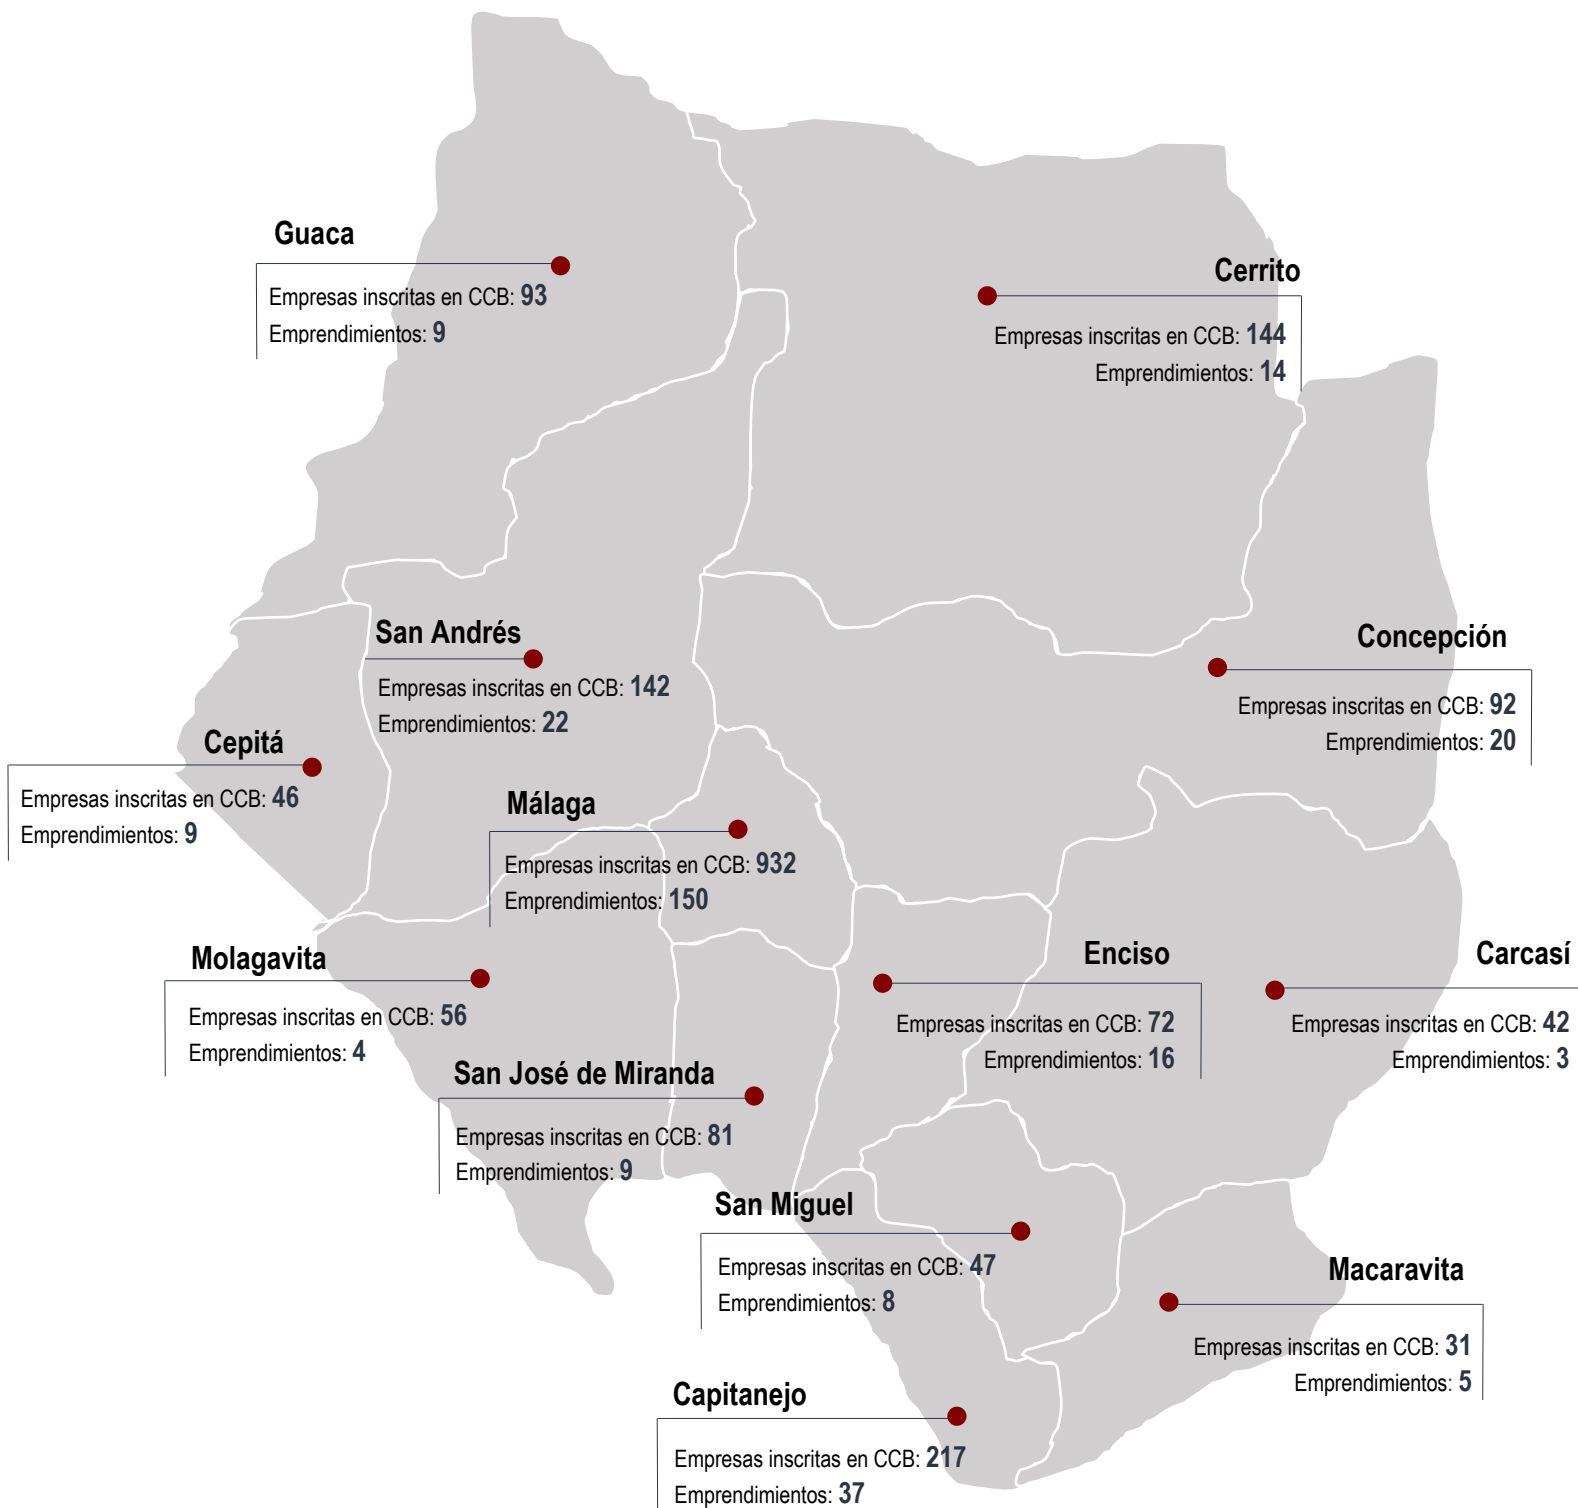 Guaca
Empresas inscritas en CCB: 93
Emprendimientos: 9
Cerrito
Empresas inscritas en CCB: 144
Emprendimientos: 14
San Andrés
Empresas inscritas en CCB: 142
Emprendimientos: 22
Concepción
Empresas inscritas en CCB: 92
Emprendimientos: 20
Cepitá
Empresas inscritas en CCB: 46
Emprendimientos: 9
Málaga
Empresas inscritas en CCB: 932
Emprendimientos: 150
Molagavita
Empresas inscritas en CCB: 56
Emprendimientos: 4
Enciso
Empresas inscritas en CCB: 72
Emprendimientos: 16
Carcasí
Empresas inscritas en CCB: 42
Emprendimientos: 3
San José de Miranda
Empresas inscritas en CCB: 81
Emprendimientos: 9
San Miguel
Empresas inscritas en CCB: 47
Emprendimientos: 8
Macaravita
Empresas inscritas en CCB: 31
Emprendimientos: 5
Capitanejo
Empresas inscritas en CCB: 217
Emprendimientos: 37